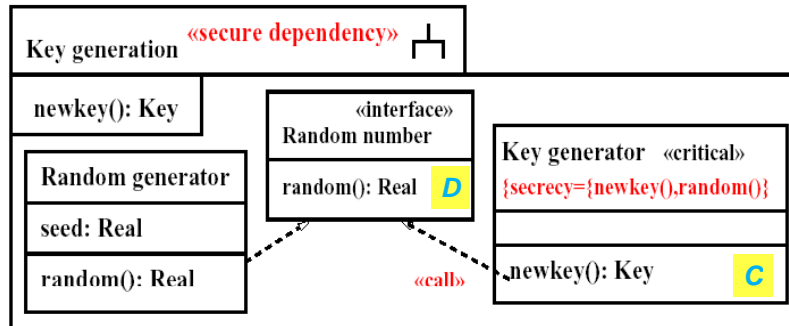 Key generation «secure dependency»
newkey(): Key
«interface»
Random number
random(): Real D
Random generator
seed: Real
random(): Real
Key generator «critical»
{secrecy={newkey(),random()}
newkey(): Key C
«call»